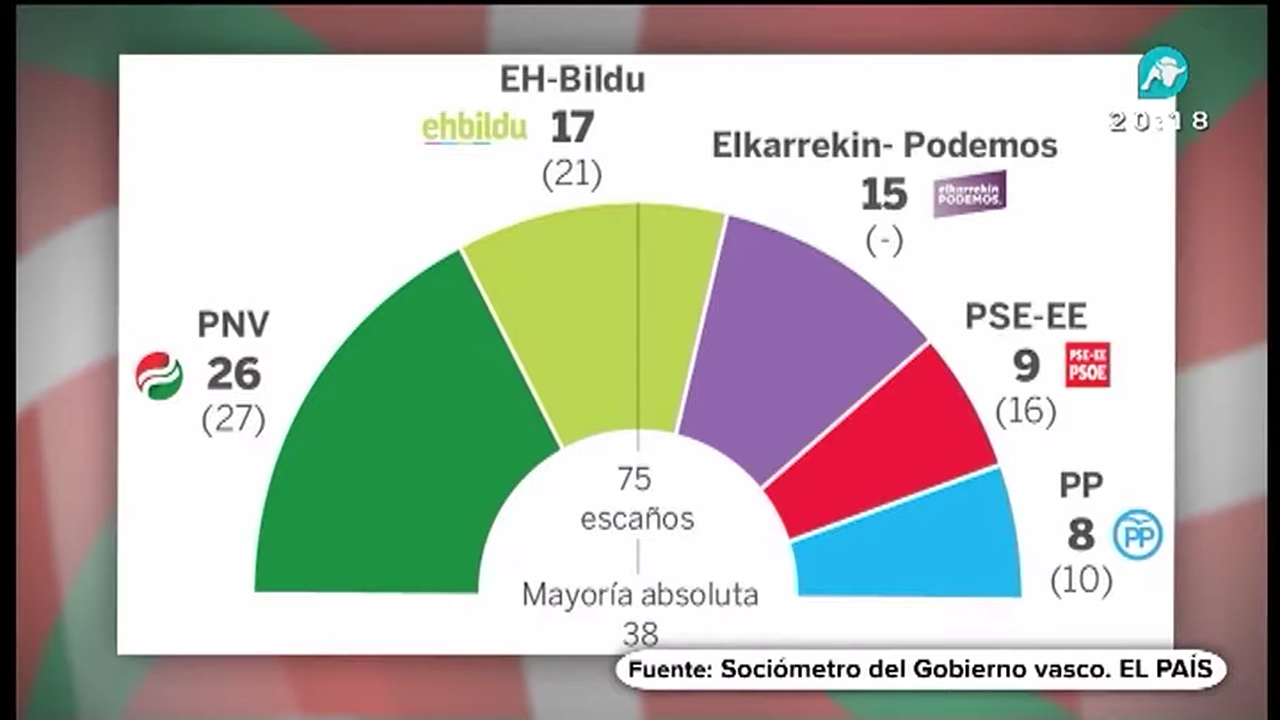 EH-Bildu
ehbildu 17
(21)
20:18
Elkarrekin- Podemos
15 elkarrekin
PODEMOS.
(-)
PNV
26
(27)
PSE-EE
9 PSE-EE
PSOE
(16)
PP
8 PP
(10)
75
escaños
Mayoría absoluta
38
Fuente: Sociómetro del Gobierno vasco. EL PAÍS